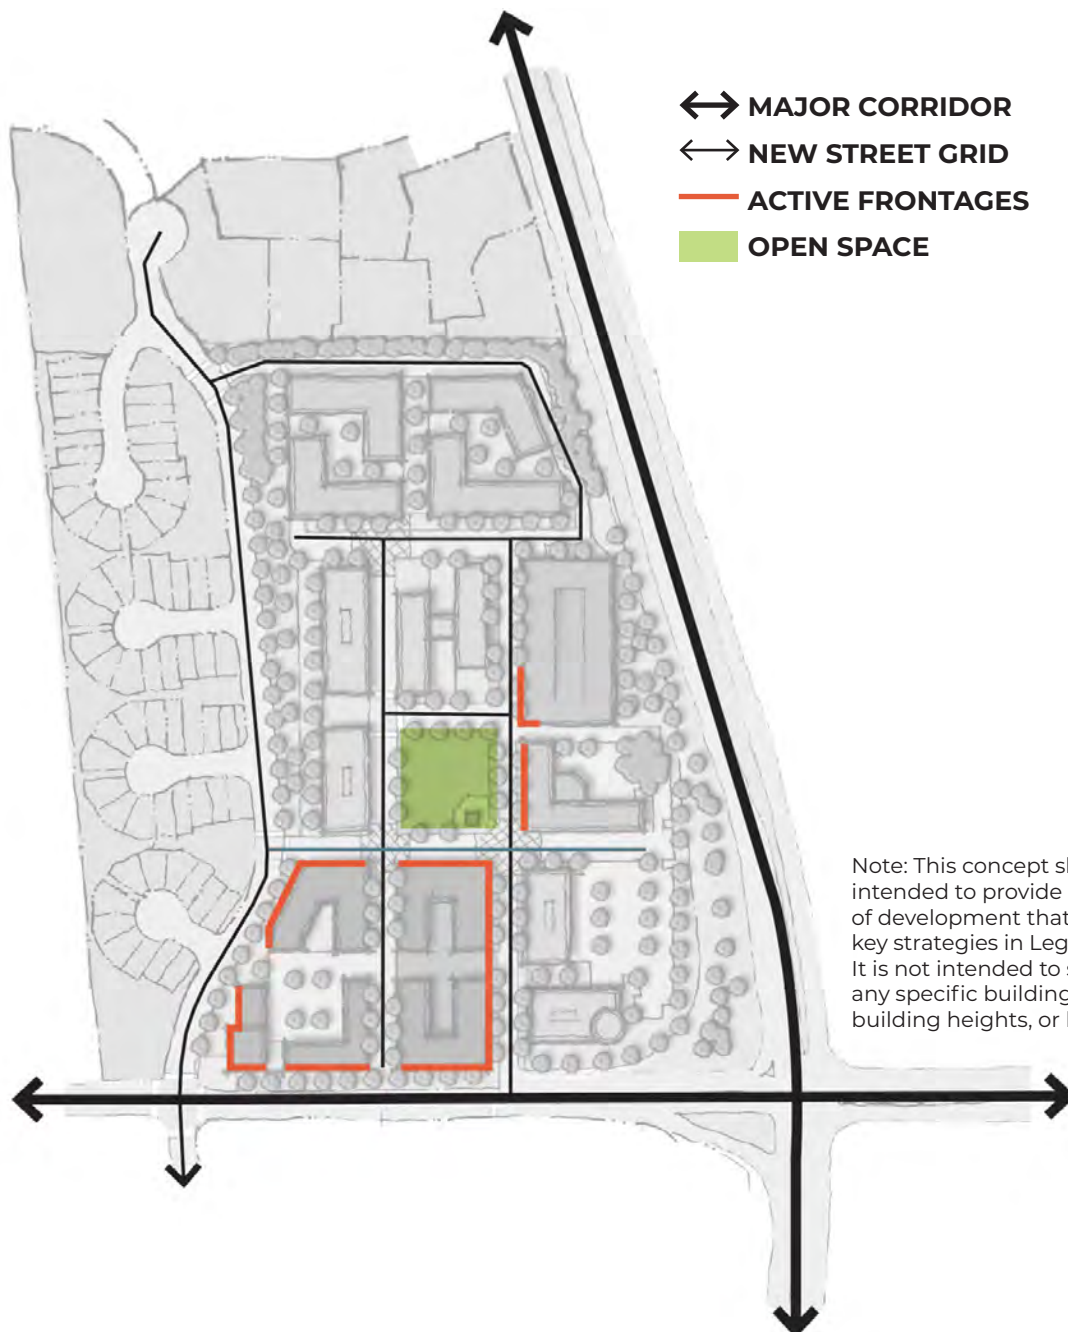 MAJOR CORRIDOR
NEW STREET GRID
ACTIVE FRONTAGES
OPEN SPACE
Note: This concept
intended to provide
of development that
key strategies in
It is not intended to
any specific building
building heights, or